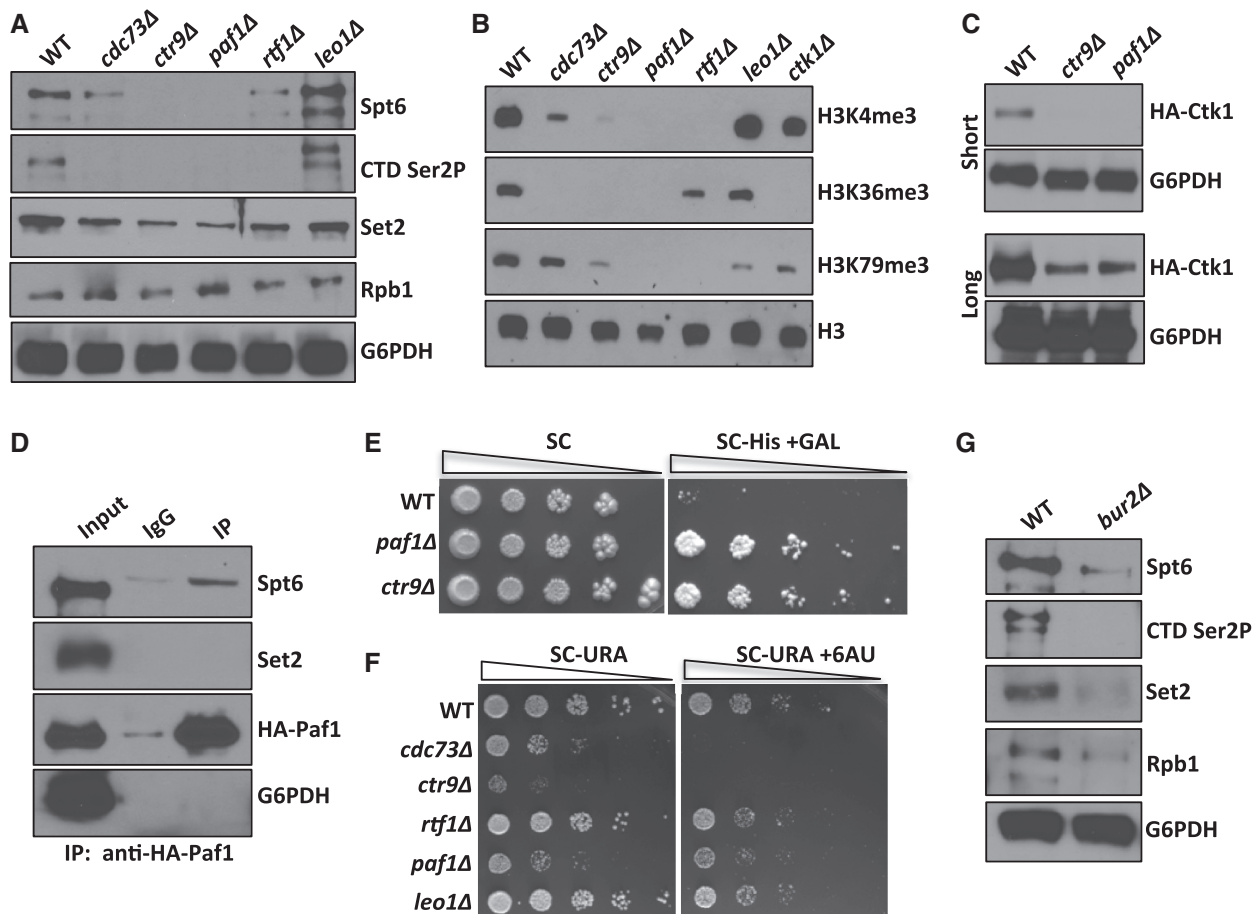 A
WT cdc73Δ ctr9Δ paf1Δ rtf1Δ leo1Δ
Spt6
CTD Ser2P
Set2
Rpb1
G6PDH
B
WT cdc73Δ ctr9Δ paf1Δ rtf1Δ leo1Δ ctk1Δ
H3K4me3
H3K36me3
H3K79me3
H3
C
WT ctr9Δ paf1Δ
Short
HA-Ctk1
G6PDH
Long
HA-Ctk1
G6PDH
D
Input IgG IP
Spt6
Set2
HA-Paf1
G6PDH
IP: anti-HA-Paf1
E
SC SC-His +GAL
WT
paf1Δ
ctr9Δ
F
SC-URA SC-URA +6AU
WT
cdc73Δ
ctr9Δ
rtf1Δ
paf1Δ
leo1Δ
G
WT bur2Δ
Spt6
CTD Ser2P
Set2
Rpb1
G6PDH